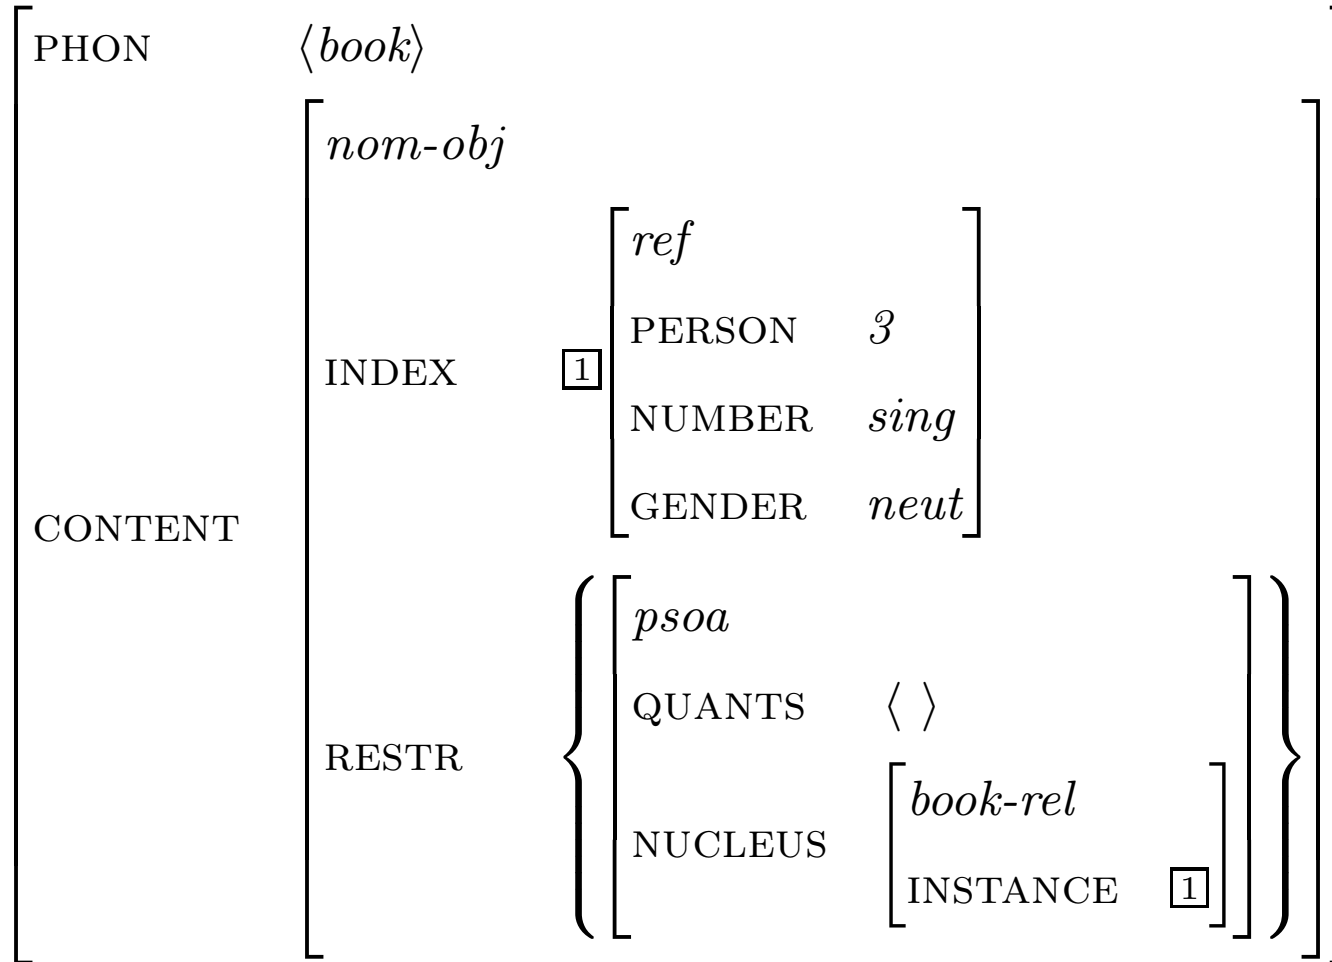 PHON ⟨book⟩
nom-obj
ref
PERSON 3
INDEX 1
NUMBER sing
GENDER neut
CONTENT
psoa
QUANTS ⟨ ⟩
RESTR
book-rel
NUCLEUS
INSTANCE 1